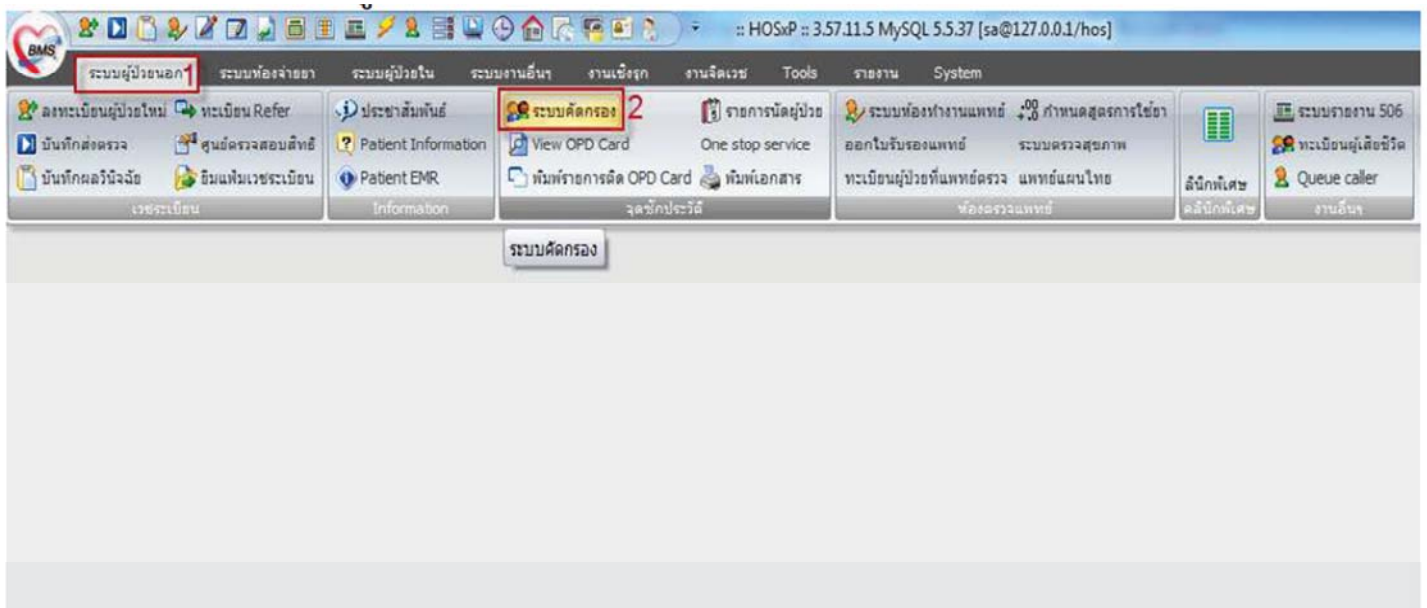 BMS
:: HOSxP :: 3.57.11.5 MySQL 5.5.37 [sa@127.0.0.1/hos]
ระบบผู้ป่วยนอก 1 ระบบห้องจ่ายยา ระบบผู้ป่วยใน ระบบงานอื่นๆ งานเชิงรุก งานจิตเวช Tools รายงาน System
ลงทะเบียนผู้ป่วยใหม่ ทะเบียน Refer ประชาสัมพันธ์ ระบบคัดกรอง 2 รายการนัดผู้ป่วย ระบบห้องทำงานแพทย์ กำหนดสูตรการใช้ยา ระบบรายงาน 506
บันทึกส่งตรวจ ศูนย์ตรวจสอบสิทธิ Patient Information View OPD Card One stop service ออกใบรับรองแพทย์ ระบบตรวจสุขภาพ ทะเบียนผู้เสียชีวิต
บันทึกผลวินิจฉัย ยืมแฟ้มเวชระเบียน Patient EMR พิมพ์รายการติด OPD Card พิมพ์เอกสาร ทะเบียนผู้ป่วยที่แพทย์ตรวจ แพทย์แผนไทย ลินิกพิเศษ Queue caller
เวชระเบียน Information จุดซักประวัติ ห้องตรวจแพทย์ คลินิกพิเศษ งานอื่นๆ
ระบบคัดกรอง